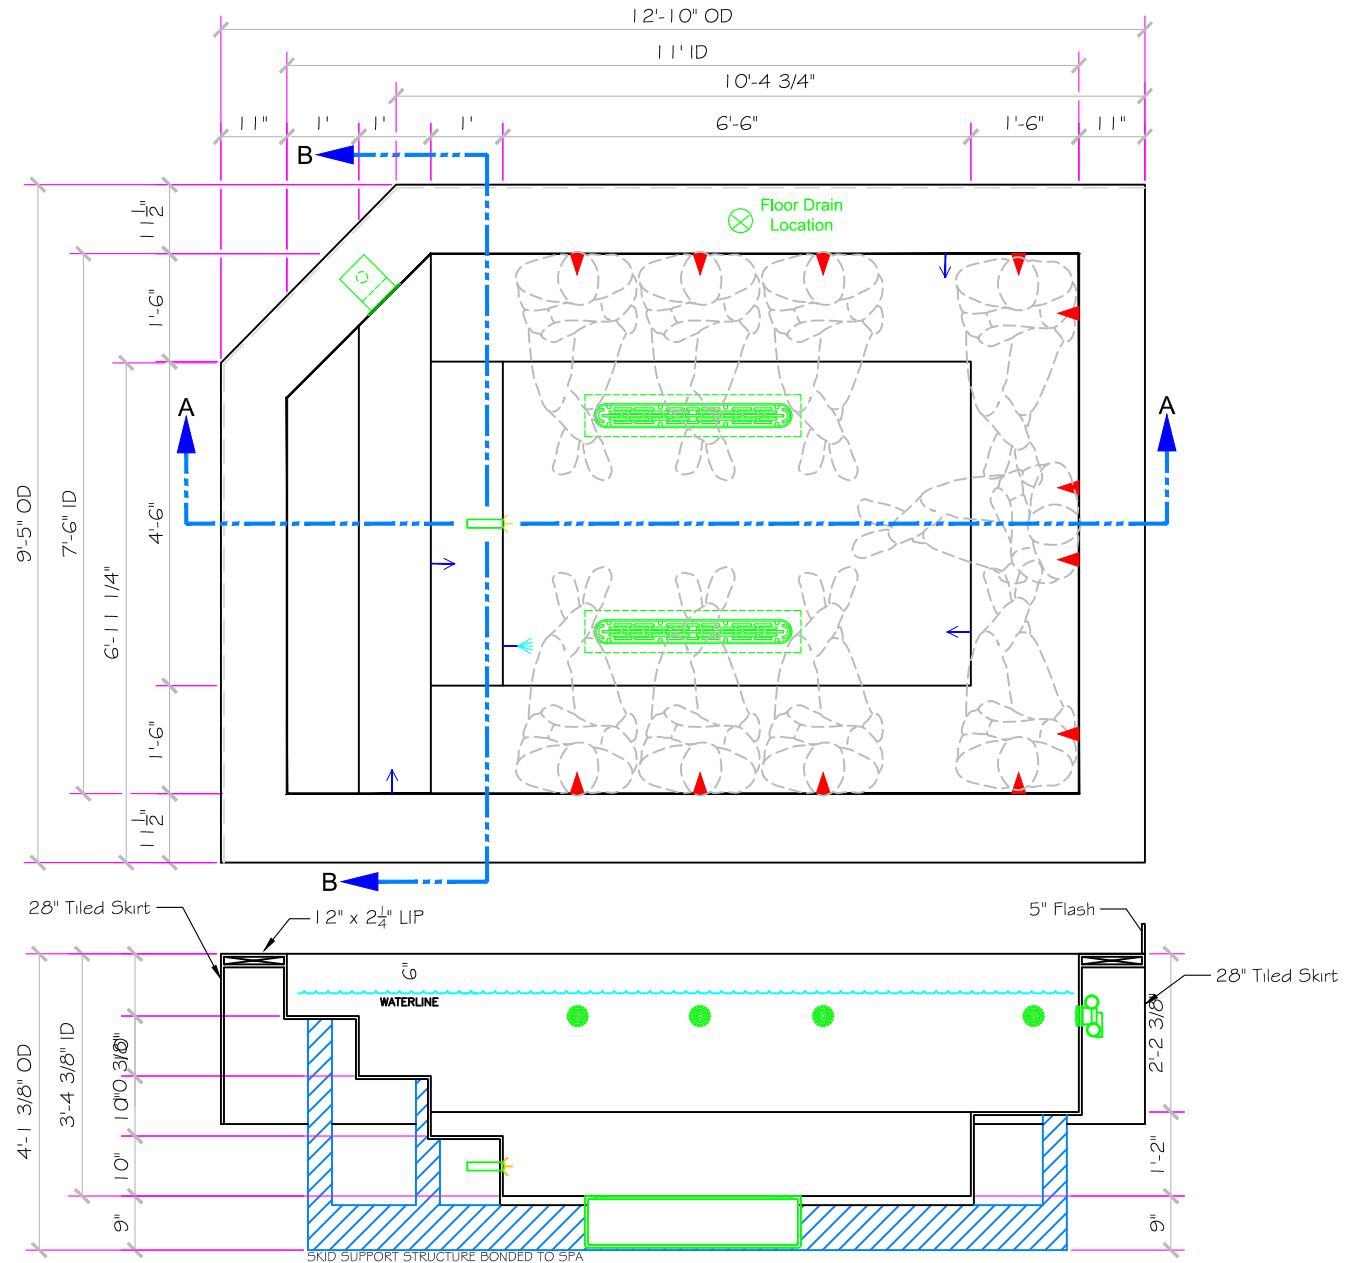 12'-10" OD
11' ID
10'-4 3/4"
11" 1' 1' 1' 6'-6" 1'-6" 11"
B
Floor Drain
Location
11 1/2"
1'-6"
4'-6"
1'-6"
11 1/2"
9'-5" OD
7'-6" ID
6'-11 1/4"
A
A
B
28" Tiled Skirt
12" x 2 1/4" LIP
5" Flash
28" Tiled Skirt
6"
WATERLINE
4'-1 3/8" OD
3'-4 3/8" ID
10"
10"
9"
2'-2 3/8"
1'-2"
9"
SKID SUPPORT STRUCTURE BONDED TO SPA